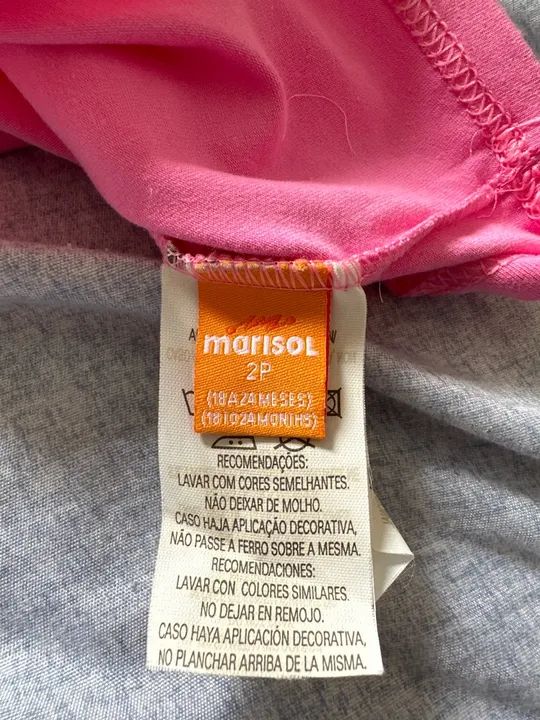 marisol
2P
(18 A 24 MESES)
(18 TO 24 MONTHS)
RECOMENDAÇÕES:
LAVAR COM CORES SEMELHANTES.
NÃO DEIXAR DE MOLHO.
CASO HAJA APLICAÇÃO DECORATIVA,
NÃO PASSE A FERRO SOBRE A MESMA.
RECOMENDACIONES:
LAVAR CON COLORES SIMILARES.
NO DEJAR EN REMOJO.
CASO HAYA APLICACIÓN DECORATIVA,
NO PLANCHAR ARRIBA DE LA MISMA.